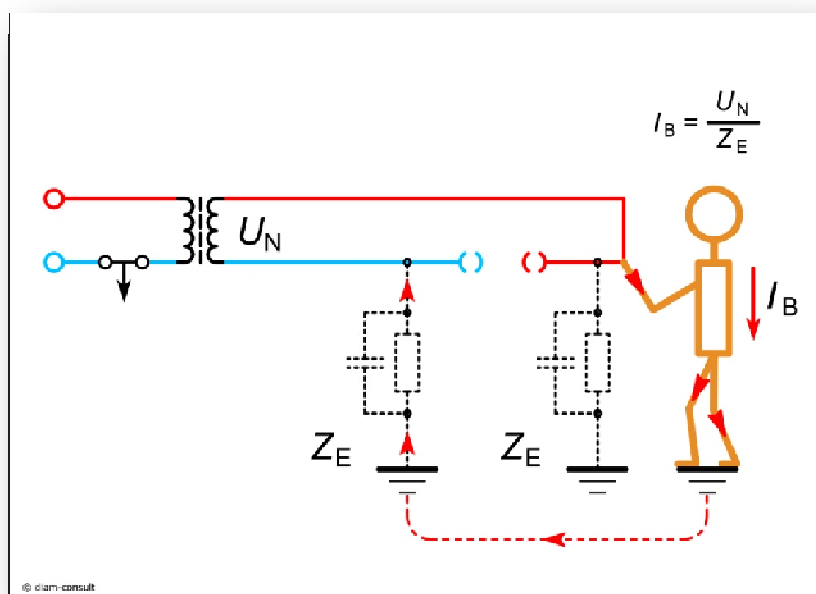 I_B = U_N / Z_E
U_N
I_B
Z_E
Z_E
© diam-consult